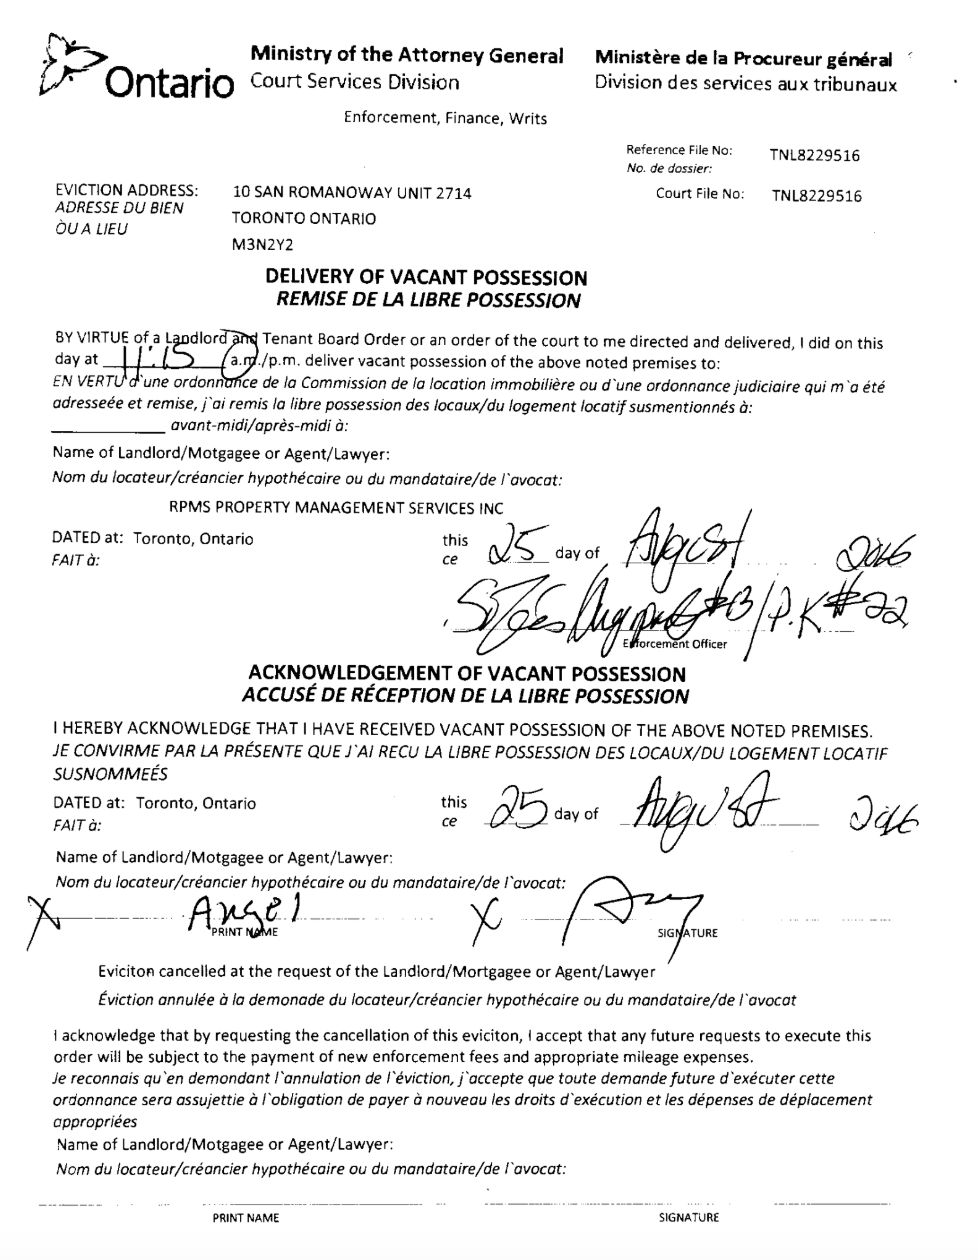 Ontario
Ministry of the Attorney General
Court Services Division
Ministère de la Procureur général
Division des services aux tribunaux
Enforcement, Finance, Writs
Reference File No: TNL8229516
No. de dossier:
Court File No: TNL8229516
EVICTION ADDRESS: 10 SAN ROMANOWAY UNIT 2714
ADRESSE DU BIEN TORONTO ONTARIO
ÒU A LIEU
M3N2Y2
DELIVERY OF VACANT POSSESSION
REMISE DE LA LIBRE POSSESSION
BY VIRTUE of a Landlord and Tenant Board Order or an order of the court to me directed and delivered, I did on this
day at 11:15 a.m./p.m. deliver vacant possession of the above noted premises to:
EN VERTU d`une ordonnance de la Commission de la location immobilière ou d'une ordonnance judiciaire qui m'a été
adresseée et remise, j`ai remis la libre possession des locaux/du logement locatif susmentionnés à:
avant-midi/après-midi à:
Name of Landlord/Motgagee or Agent/Lawyer:
Nom du locateur/créancier hypothécaire ou du mandataire/de l`avocat:
RPMS PROPERTY MANAGEMENT SERVICES INC
DATED at: Toronto, Ontario this 25 day of August 2016
FAIT à: ce
#13/P.K #22
Enforcement Officer
ACKNOWLEDGEMENT OF VACANT POSSESSION
ACCUSÉ DE RÉCEPTION DE LA LIBRE POSSESSION
I HEREBY ACKNOWLEDGE THAT I HAVE RECEIVED VACANT POSSESSION OF THE ABOVE NOTED PREMISES.
JE CONVIRME PAR LA PRÉSENTE QUE J`AI RECU LA LIBRE POSSESSION DES LOCAUX/DU LOGEMENT LOCATIF
SUSNOMMEÉS
DATED at: Toronto, Ontario this 25 day of August 2016
FAIT à: ce
Name of Landlord/Motgagee or Agent/Lawyer:
Nom du locateur/créancier hypothécaire ou du mandataire/de l`avocat:
X Angel X
PRINT NAME SIGNATURE
Eviciton cancelled at the request of the Landlord/Mortgagee or Agent/Lawyer
Éviction annulée à la demonade du locateur/créancier hypothécaire ou du mandataire/de l`avocat
I acknowledge that by requesting the cancellation of this eviciton, I accept that any future requests to execute this
order will be subject to the payment of new enforcement fees and appropriate mileage expenses.
Je reconnais qu`en demondant l`annulation de l`éviction, j`accepte que toute demande future d'exécuter cette
ordonnance sera assujettie à l`obligation de payer à nouveau les droits d`exécution et les dépenses de déplacement
appropriées
Name of Landlord/Motgagee or Agent/Lawyer:
Nom du locateur/créancier hypothécaire ou du mandataire/de l`avocat:
PRINT NAME SIGNATURE